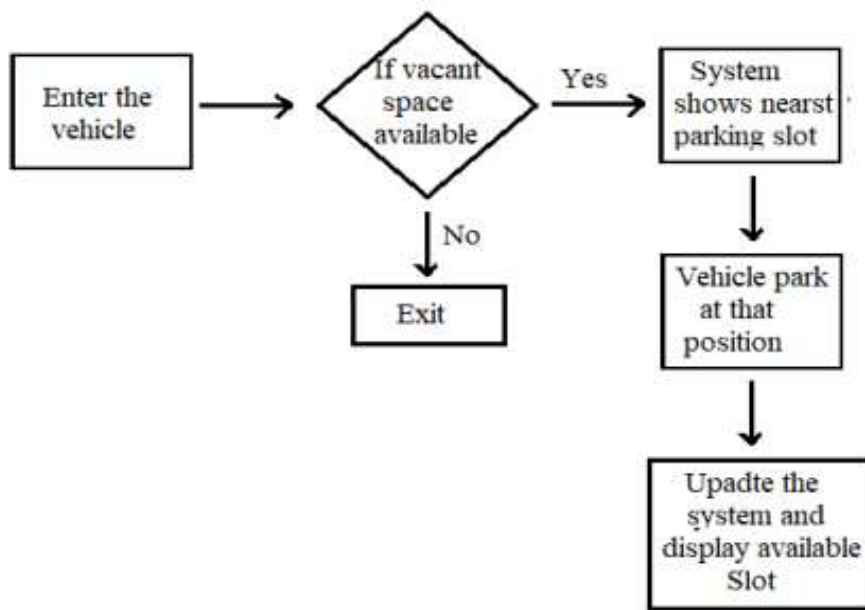 Enter the
vehicle
If vacant
space
available
Yes
System
shows nearst
parking slot
No
Exit
Vehicle park
at that
position
Upadte the
system and
display available
Slot